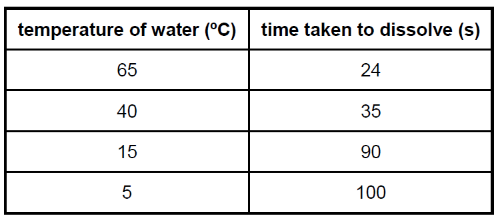 temperature of water (ºC) time taken to dissolve (s)
65 24
40 35
15 90
5 100